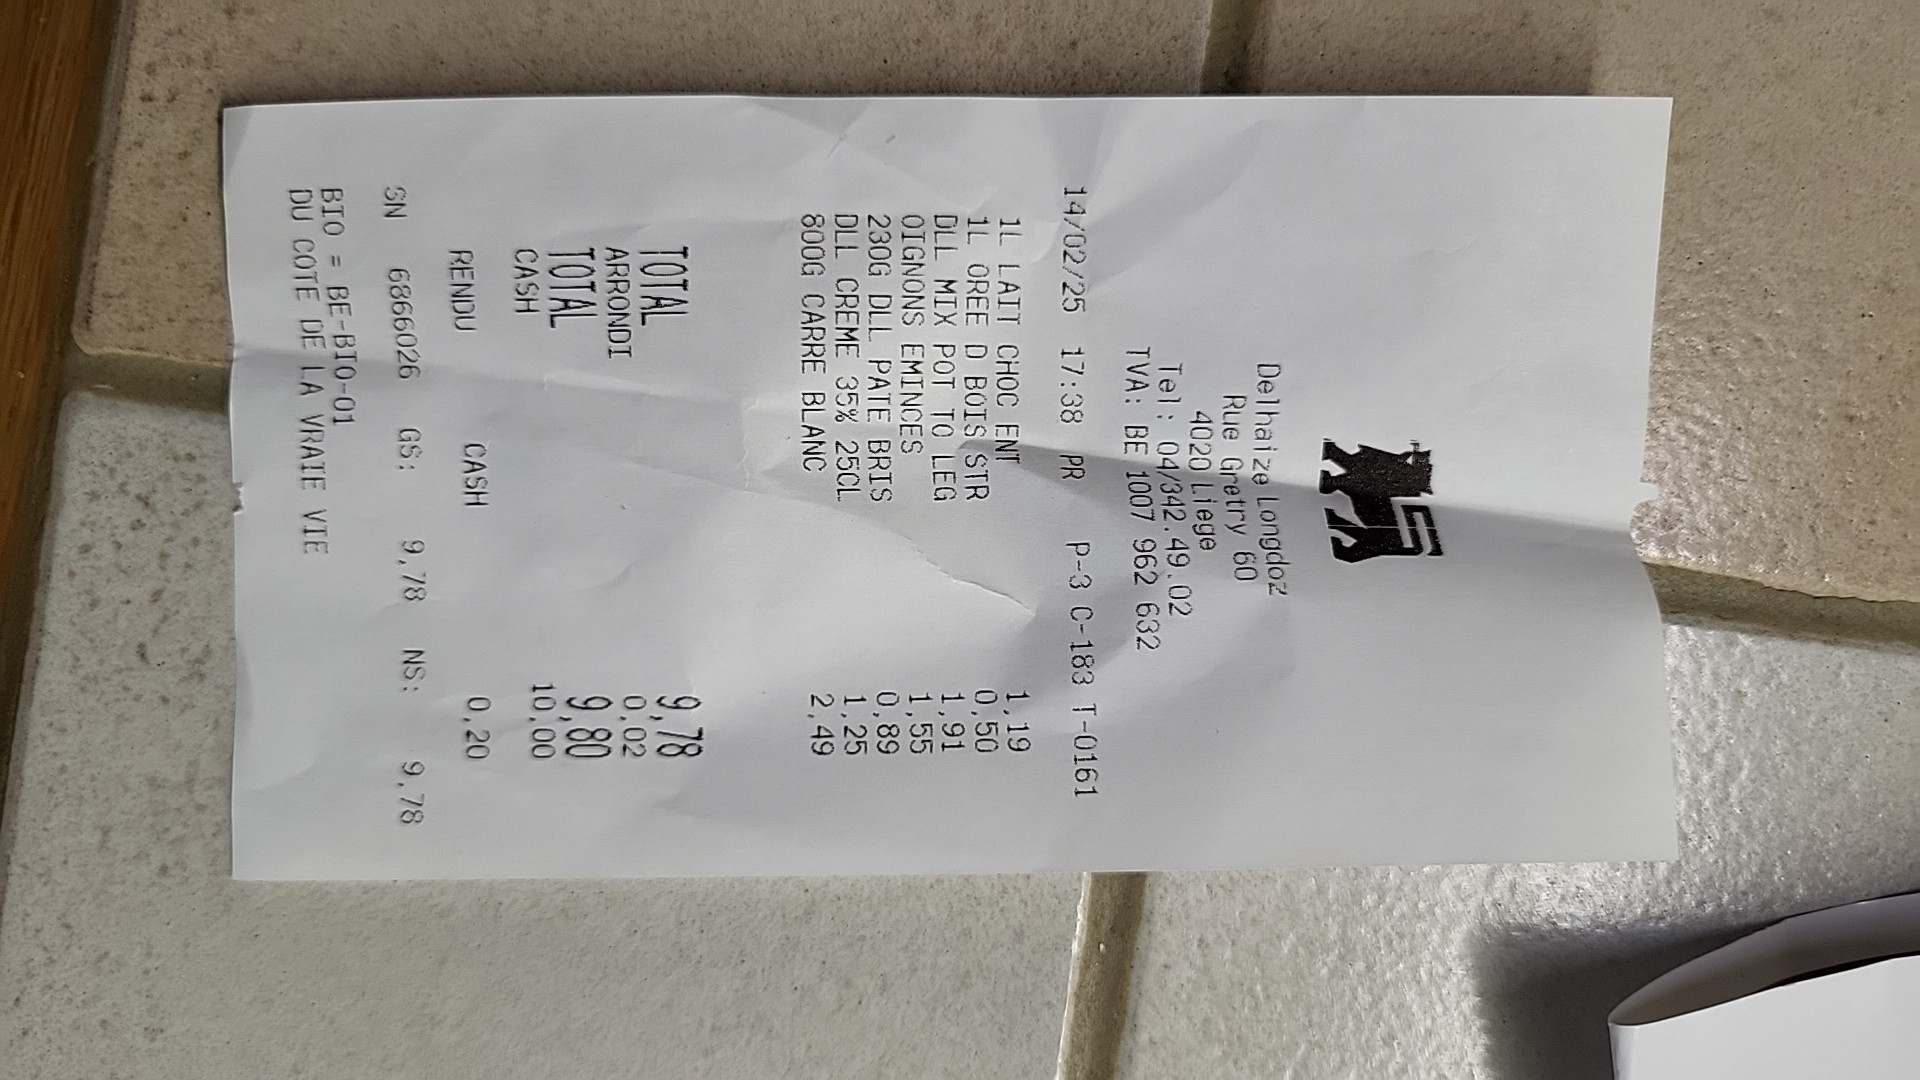 Delhaize Longdoz
Rue Gretry 60
4020 Liege
Tel: 04/342.49.02
TVA: BE 1007 962 632
14/02/25 17:38 PR P-3 C-183 T-0161
1L LAIT CHOC ENT 1,19
1L OREE D BOIS STR 0,50
DLL MIX POT TO LEG 1,91
OIGNONS EMINCES 1,55
230G DLL PATE BRIS 0,89
DLL CREME 35% 25CL 1,25
800G CARRE BLANC 2,49
TOTAL 9,78
ARRONDI 0,02
TOTAL 9,80
CASH 10,00
RENDU CASH 0,20
SN 6866026 GS: 9,78 NS: 9,78
BIO = BE-BIO-01
DU COTE DE LA VRAIE VIE